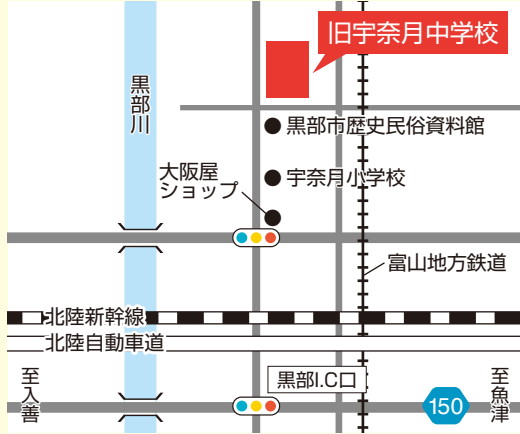 旧宇奈月中学校
黒部川
黒部市歴史民俗資料館
大阪屋
ショップ
宇奈月小学校
富山地方鉄道
北陸新幹線
北陸自動車道
至入善
黒部I.C口
150
至魚津